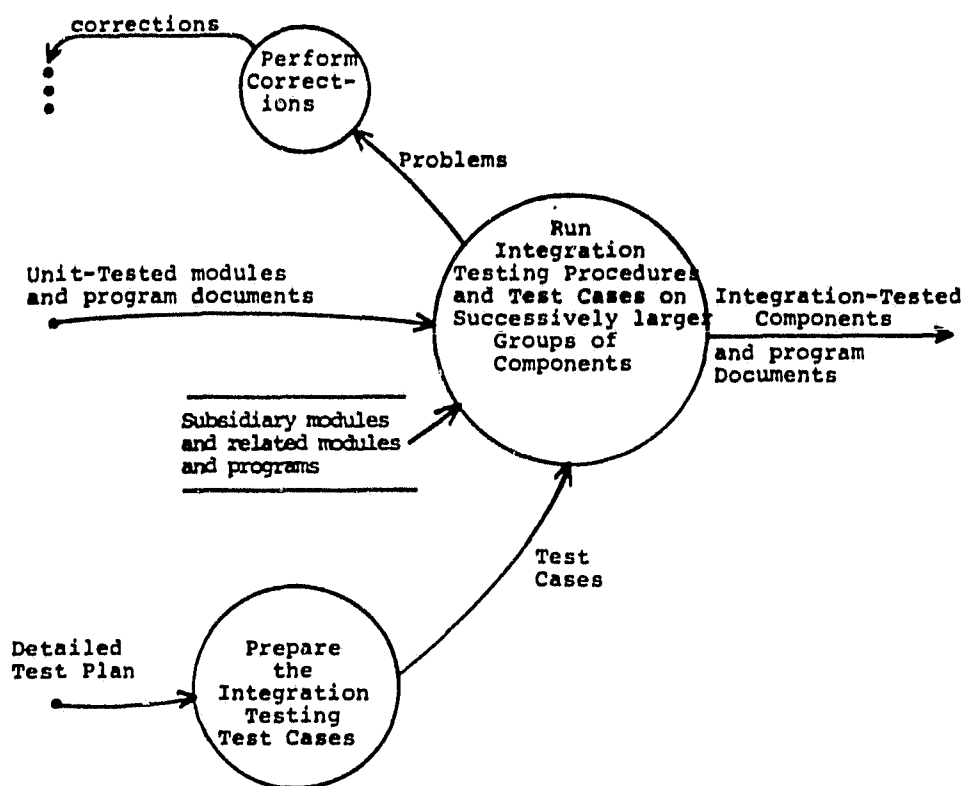 corrections
Perform
Correct-
ions
Problems
Run
Integration
Testing Procedures
and Test Cases on
Successively larger
Groups of
Components
Unit-Tested modules
and program documents
Integration-Tested
Components
and program
Documents
Subsidiary modules
and related modules
and programs
Test
Cases
Detailed
Test Plan
Prepare
the
Integration
Testing
Test Cases